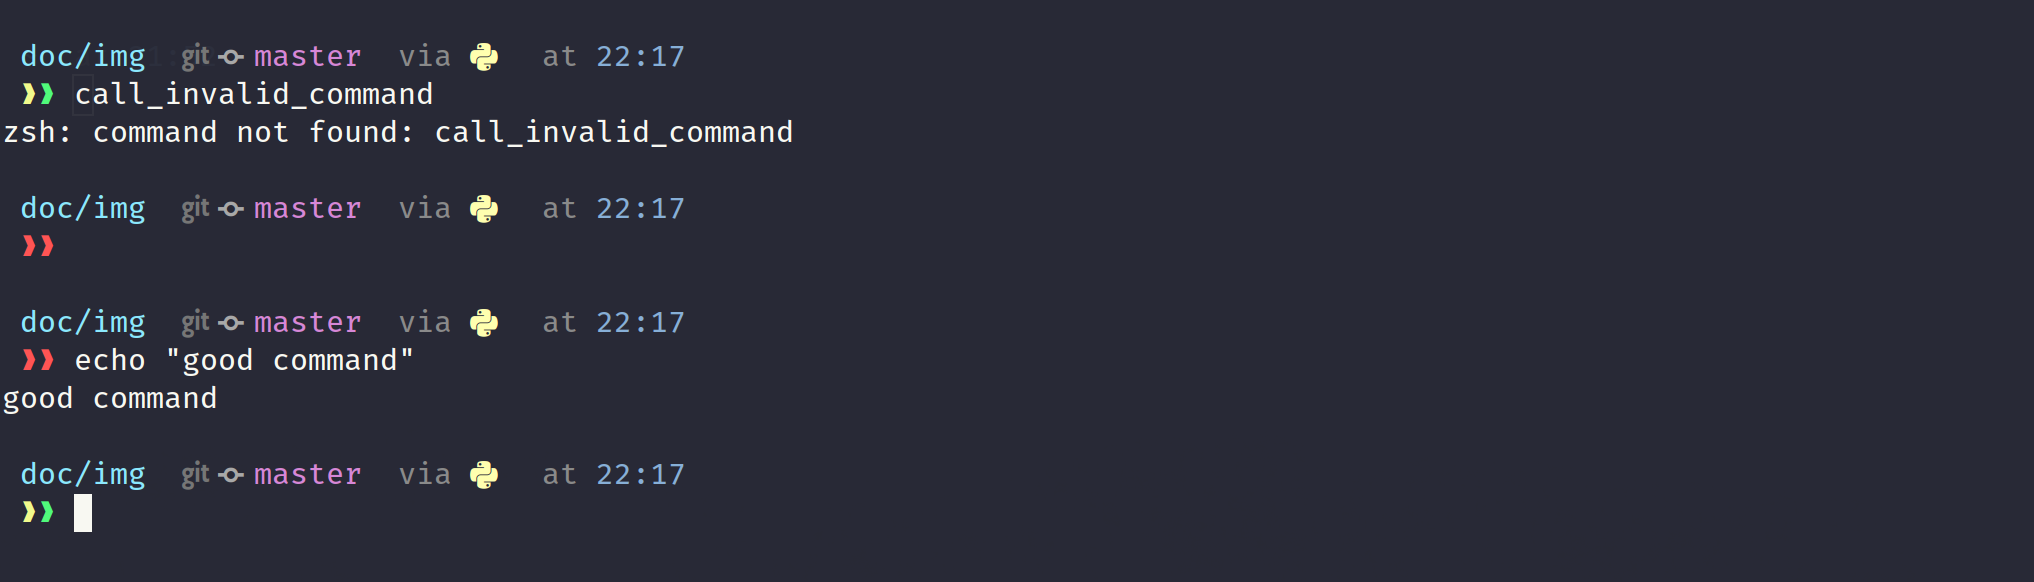 doc/img git master via at 22:17
❱❱ call_invalid_command
zsh: command not found: call_invalid_command
doc/img git master via at 22:17
❱❱
doc/img git master via at 22:17
❱❱ echo "good command"
good command
doc/img git master via at 22:17
❱❱